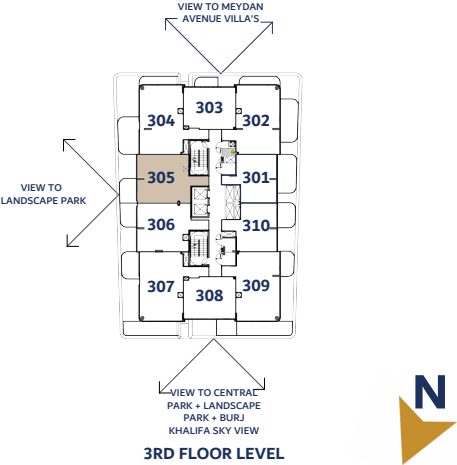 VIEW TO MEYDAN
AVENUE VILLA'S
303
304
302
305
301
VIEW TO
LANDSCAPE PARK
306
310
307
309
308
VIEW TO CENTRAL
PARK + LANDSCAPE
PARK + BURJ
KHALIFA SKY VIEW
3RD FLOOR LEVEL
N